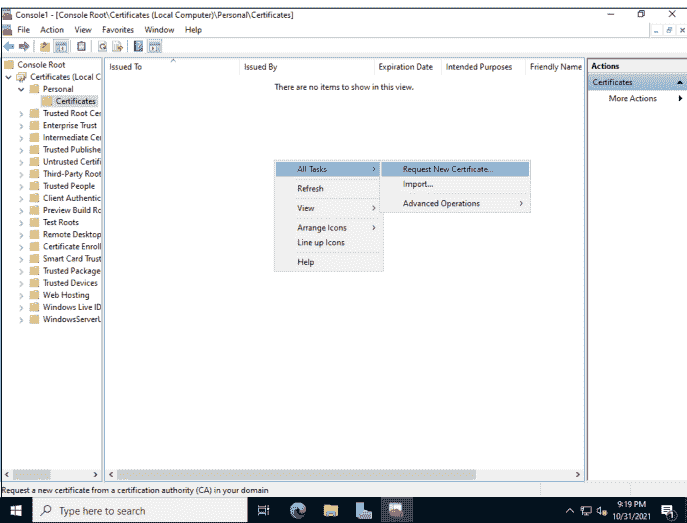 Console1 - [Console Root\Certificates (Local Computer)\Personal\Certificates]
File Action View Favorites Window Help
Console Root
Certificates (Local C
Personal
Certificates
Trusted Root Cer
Enterprise Trust
Intermediate Cer
Trusted Publishe
Untrusted Certifi
Third-Party Root
Trusted People
Client Authentic
Preview Build Ro
Test Roots
Remote Desktop
Certificate Enroll
Smart Card Trust
Trusted Package
Trusted Devices
Web Hosting
Windows Live ID
WindowsServerU
Issued To Issued By Expiration Date Intended Purposes Friendly Name
There are no items to show in this view.
All Tasks
Refresh
View
Arrange Icons
Line up Icons
Help
Request New Certificate...
Import...
Advanced Operations
Actions
Certificates
More Actions
Request a new certificate from a certification authority (CA) in your domain
Type here to search
9:19 PM
10/31/2021